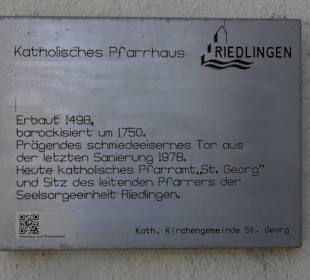 Katholisches Pfarrhaus
RIEDLINGEN
Erbaut 1498,
barockisiert um 1750.
Prägendes schmiedeeisernes Tor aus
der letzten Sanierung 1978.
Heute katholisches Pfarramt „St. Georg"
und Sitz des leitenden Pfarrers der
Seelsorgeeinheit Riedlingen.
Kath. Kirchengemeinde St. Georg